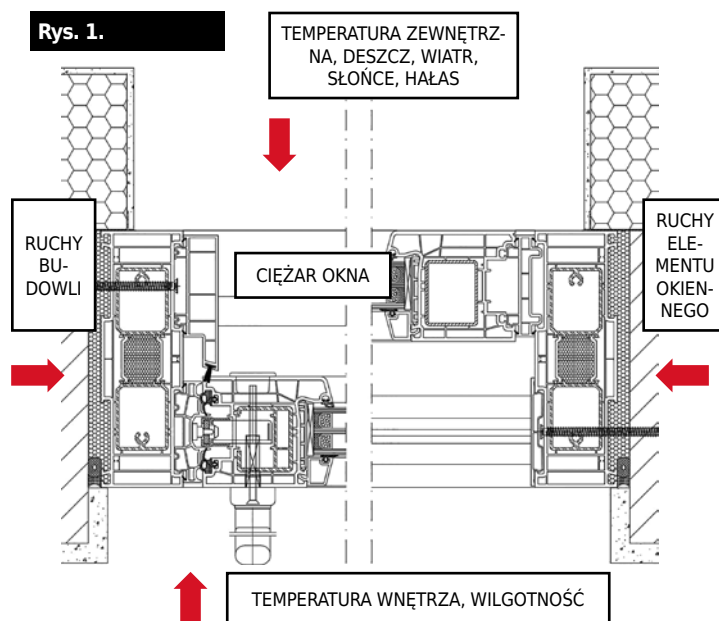 Rys. 1.
TEMPERATURA ZEWNĘTRZ-
NA, DESZCZ, WIATR,
SŁOŃCE, HAŁAS
RUCHY
BU-
DOWLI
CIĘŻAR OKNA
RUCHY
ELE-
MENTU
OKIEN-
NEGO
TEMPERATURA WNĘTRZA, WILGOTNOŚĆ